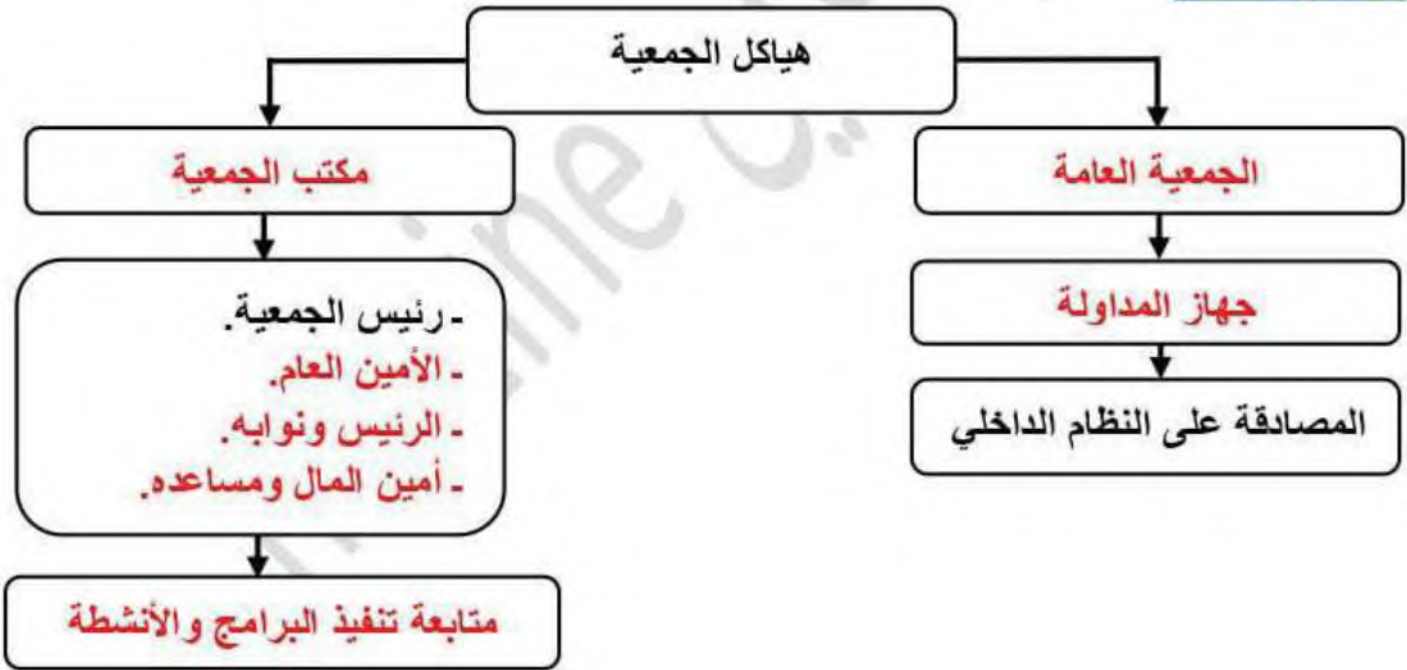 هياكل الجمعية
الجمعية العامة
جهاز المداولة
المصادقة على النظام الداخلي
مكتب الجمعية
ـ رئيس الجمعية.
ـ الأمين العام.
ـ الرئيس ونوابه.
ـ أمين المال ومساعده.
متابعة تنفيذ البرامج والأنشطة